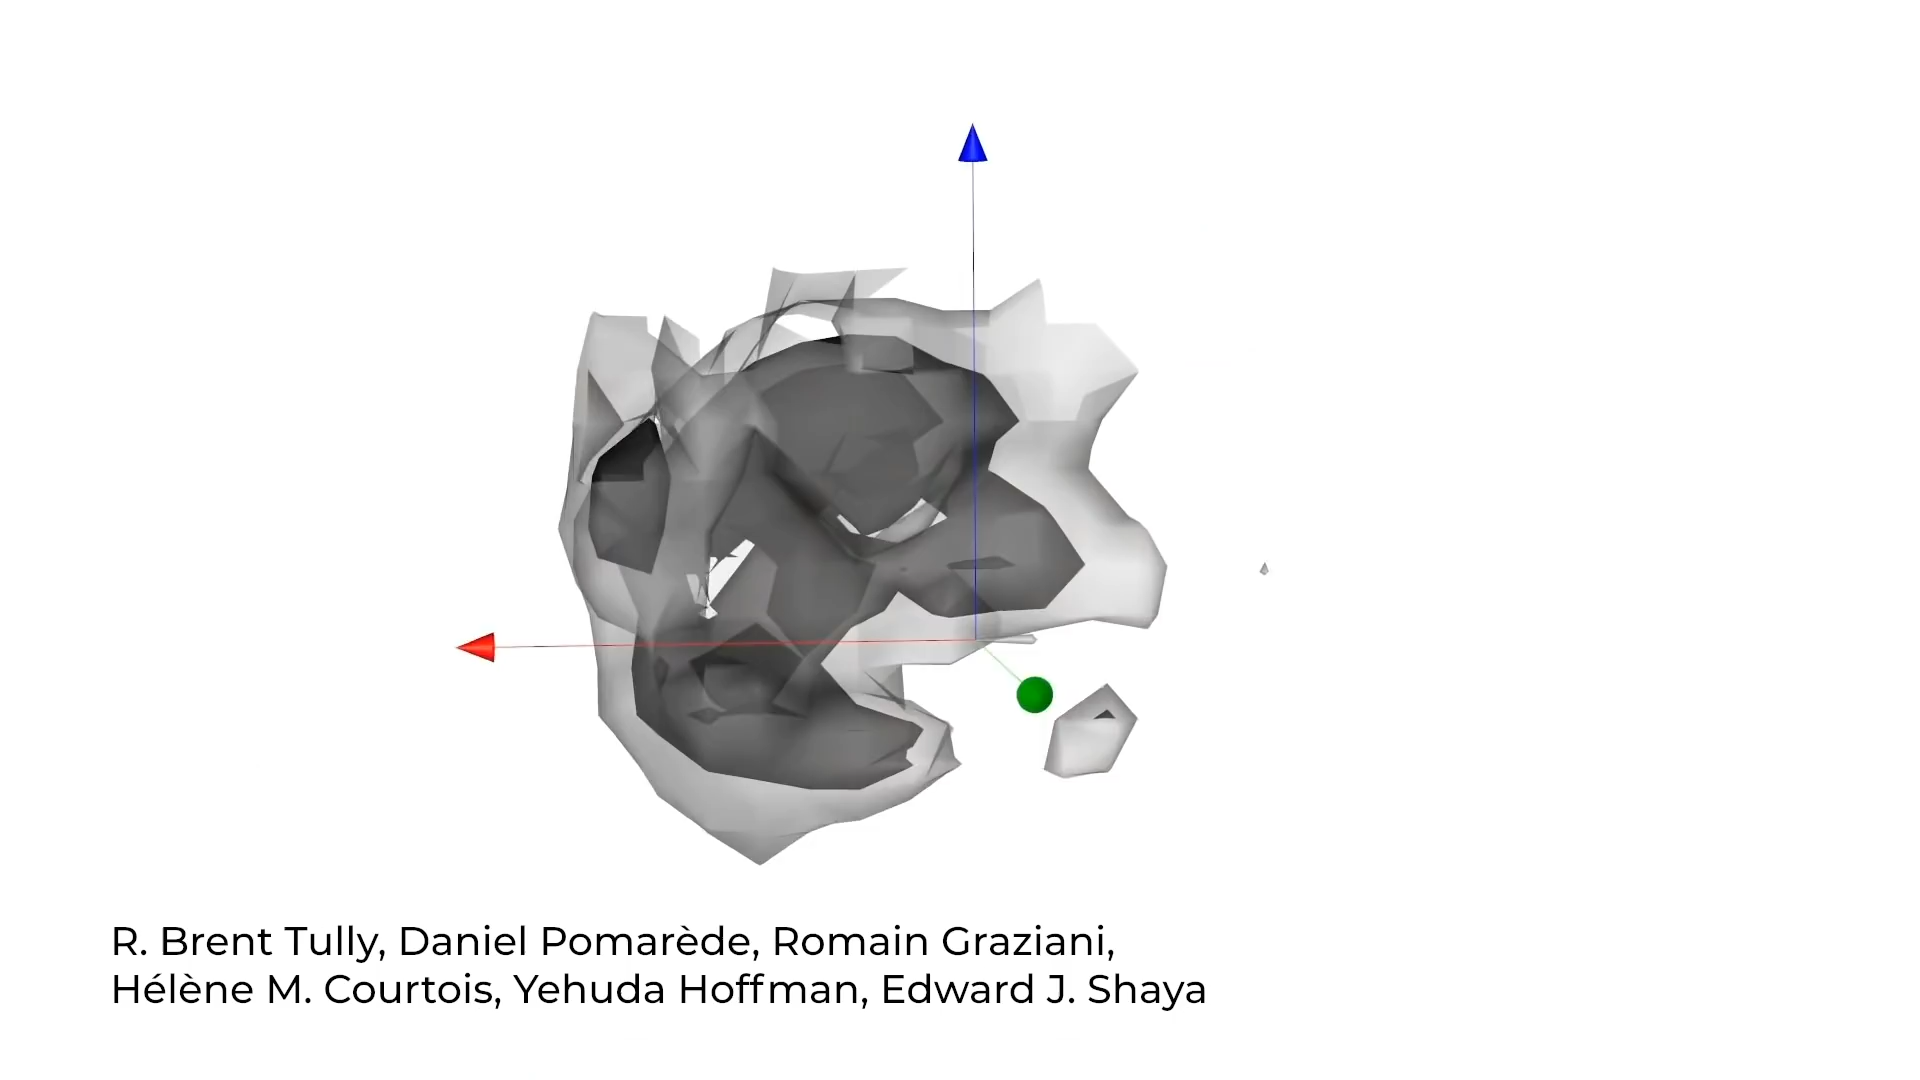 R. Brent Tully, Daniel Pomarède, Romain Graziani,
Hélène M. Courtois, Yehuda Hoffman, Edward J. Shaya